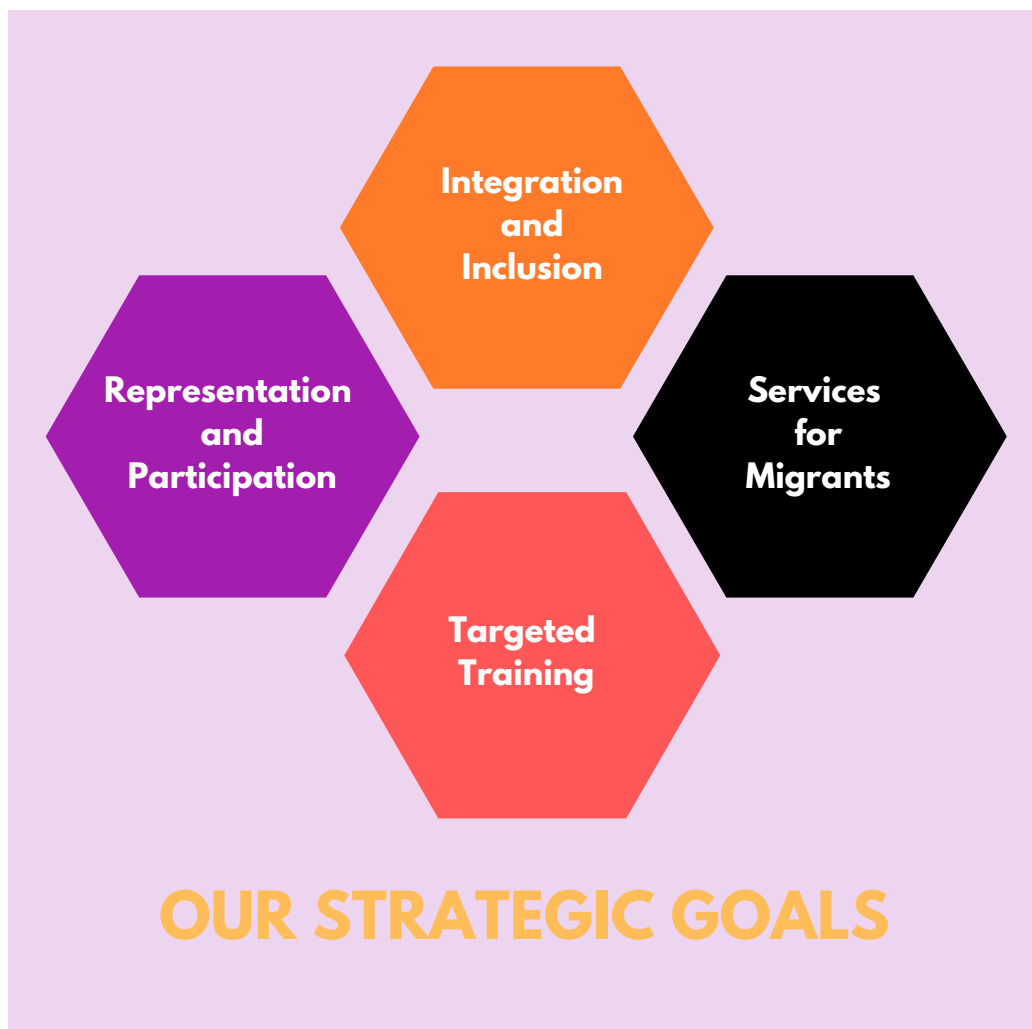 Integration
and
Inclusion
Representation
and
Participation
Services
for
Migrants
Targeted
Training
OUR STRATEGIC GOALS